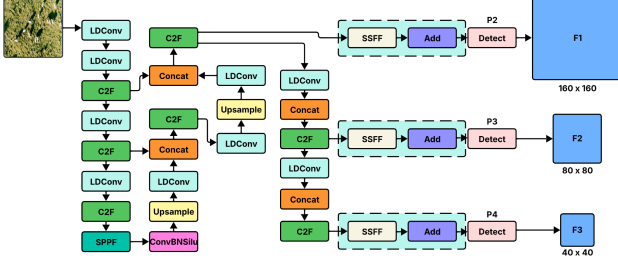 LDConv
LDConv
C2F
LDConv
C2F
LDConv
C2F
SPPF
C2F
Concat
C2F
Concat
LDConv
Upsample
ConvBNSilu
LDConv
Upsample
LDConv
LDConv
Concat
C2F
LDConv
Concat
C2F
SSFF
Add
P2
Detect
F1
160 x 160
SSFF
Add
P3
Detect
F2
80 x 80
SSFF
Add
P4
Detect
F3
40 x 40